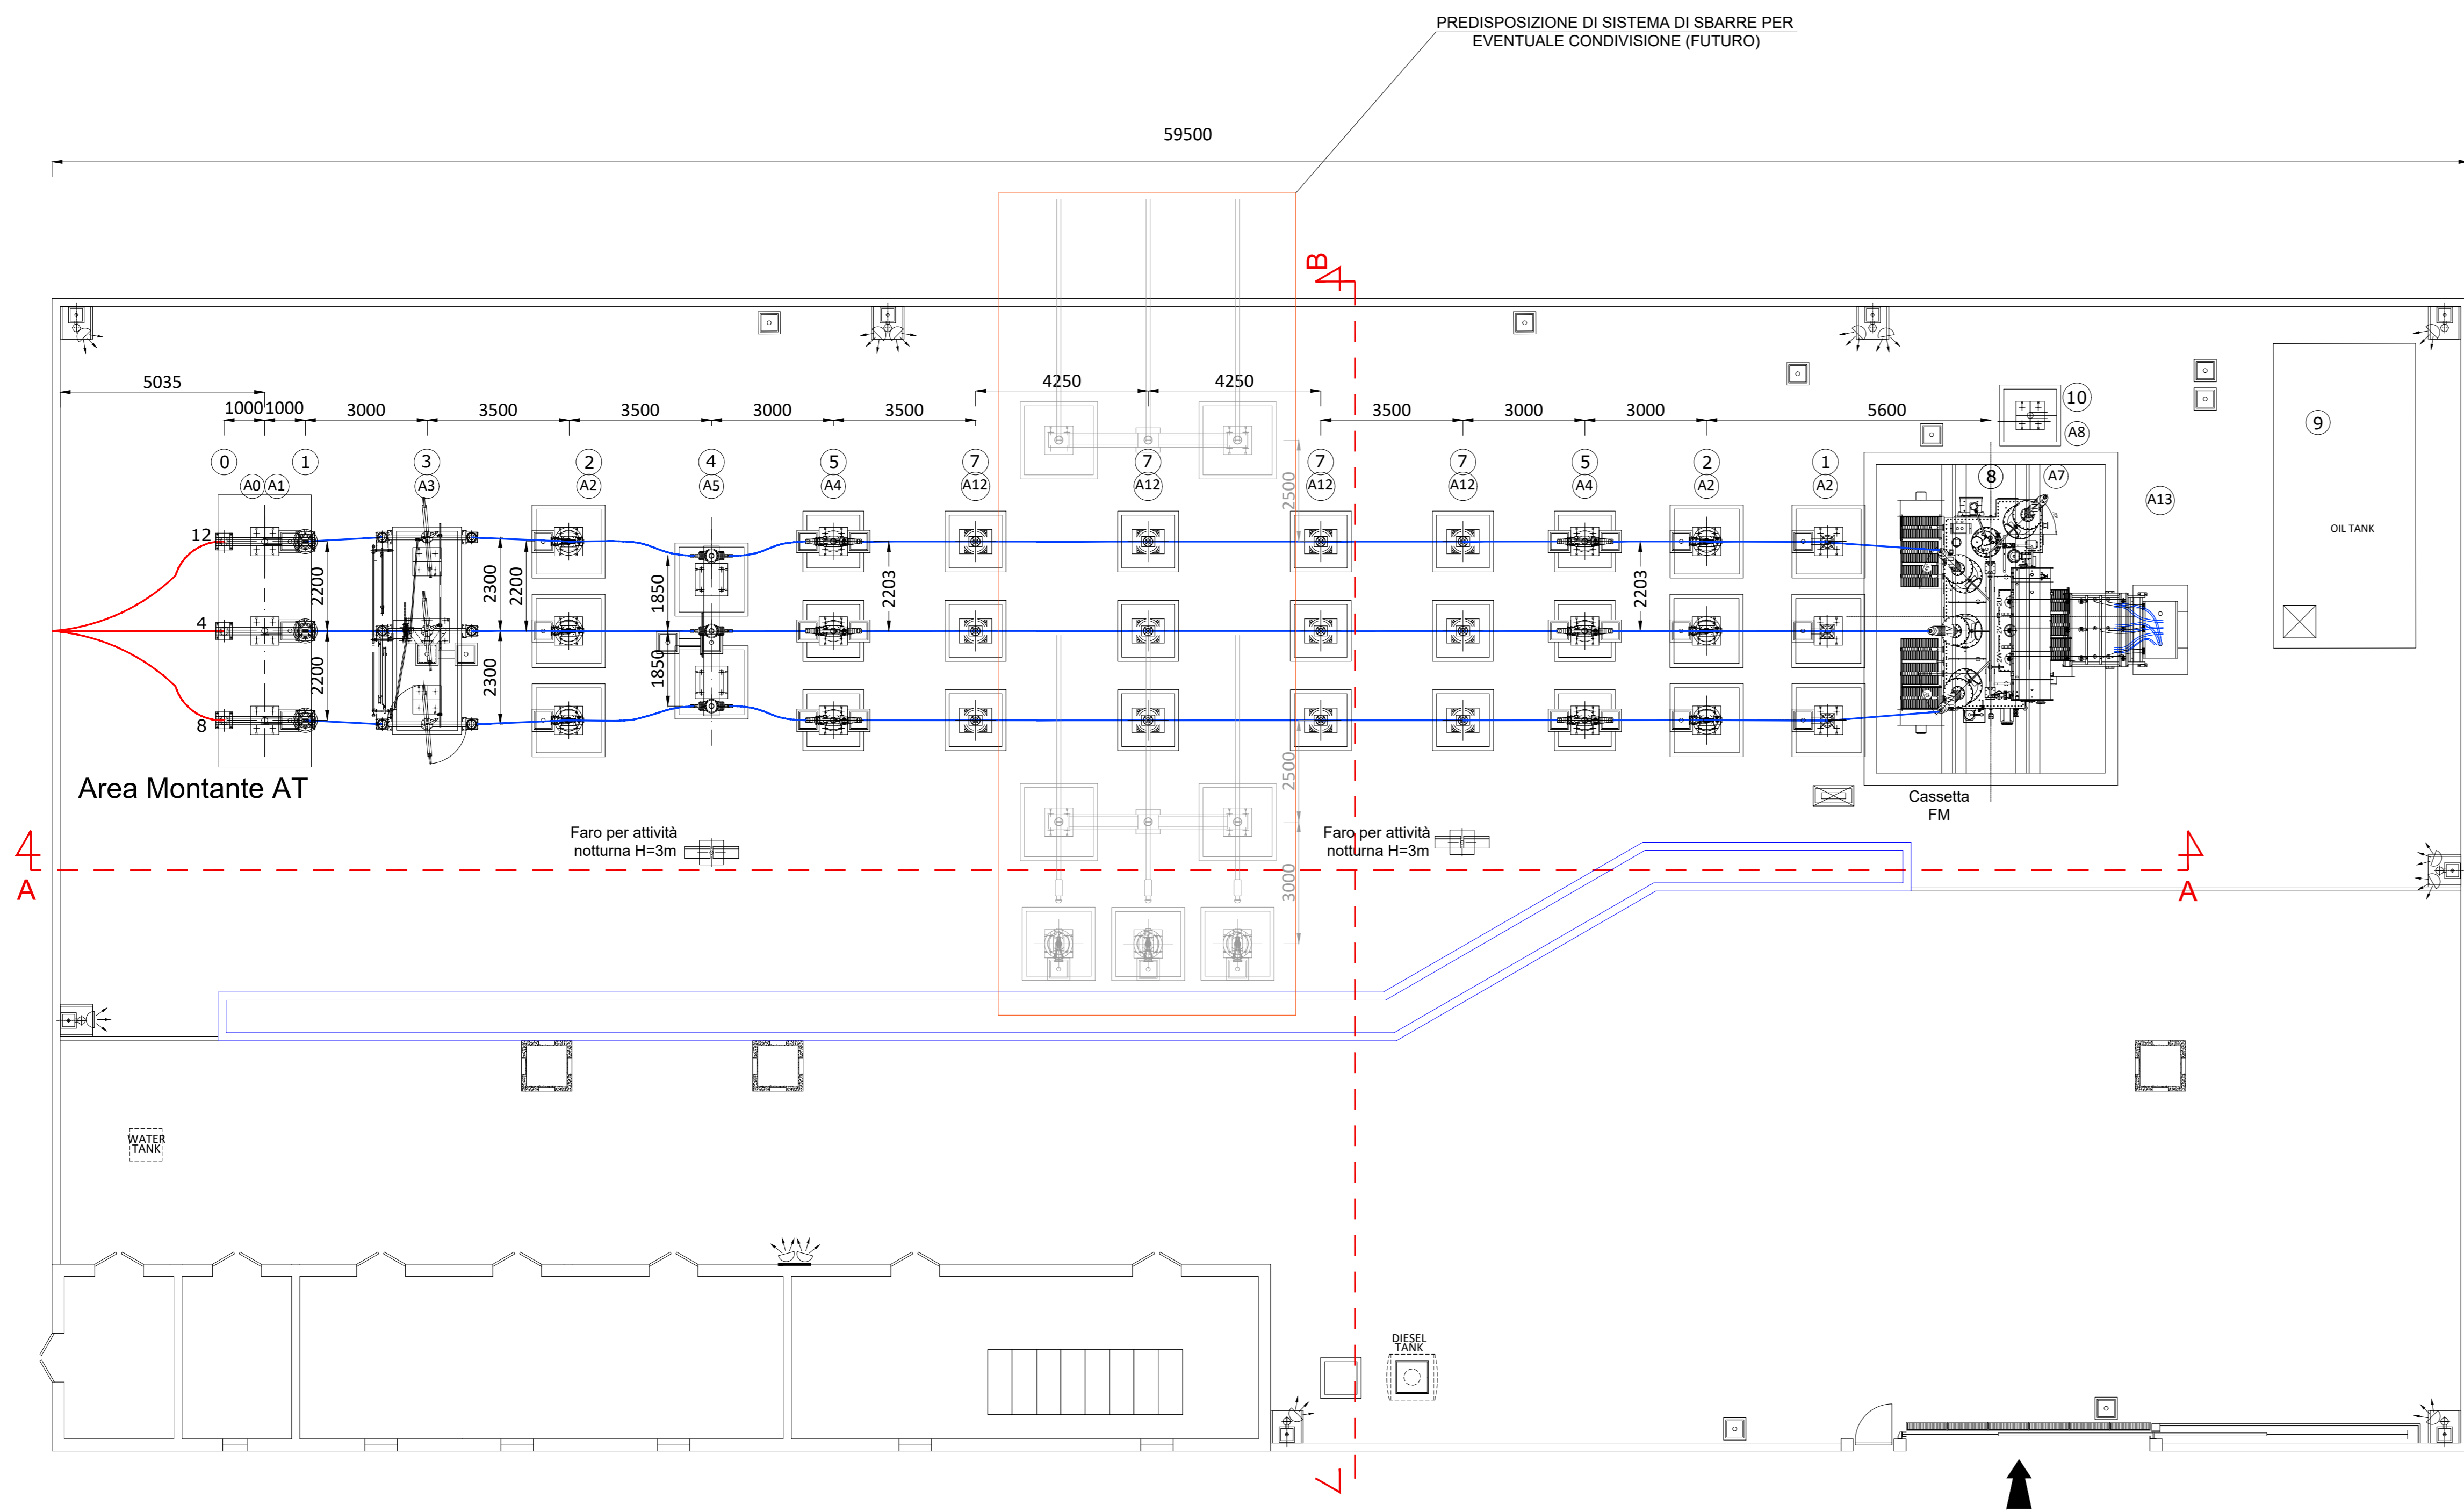 PREDISPOSIZIONE DI SISTEMA DI SBARRE PER
EVENTUALE CONDIVISIONE (FUTURO)
59500
B
5035
4250
4250
1000
1000
3000
3500
3500
3000
3500
3500
3000
3000
5600
10
A8
9
0
1
3
2
4
5
7
7
7
7
5
2
1
8
A7
A0
A1
A3
A2
A5
A4
A12
A12
A12
A12
A4
A2
A2
A13
2500
OIL TANK
12
4
8
2200
2200
2300
2300
2200
1850
1850
2203
2203
2U
2V
2W
2500
3000
Area Montante AT
Cassetta
FM
Faro per attività
notturna H=3m
Faro per attività
notturna H=3m
A
A
WATER
TANK
DIESEL
TANK